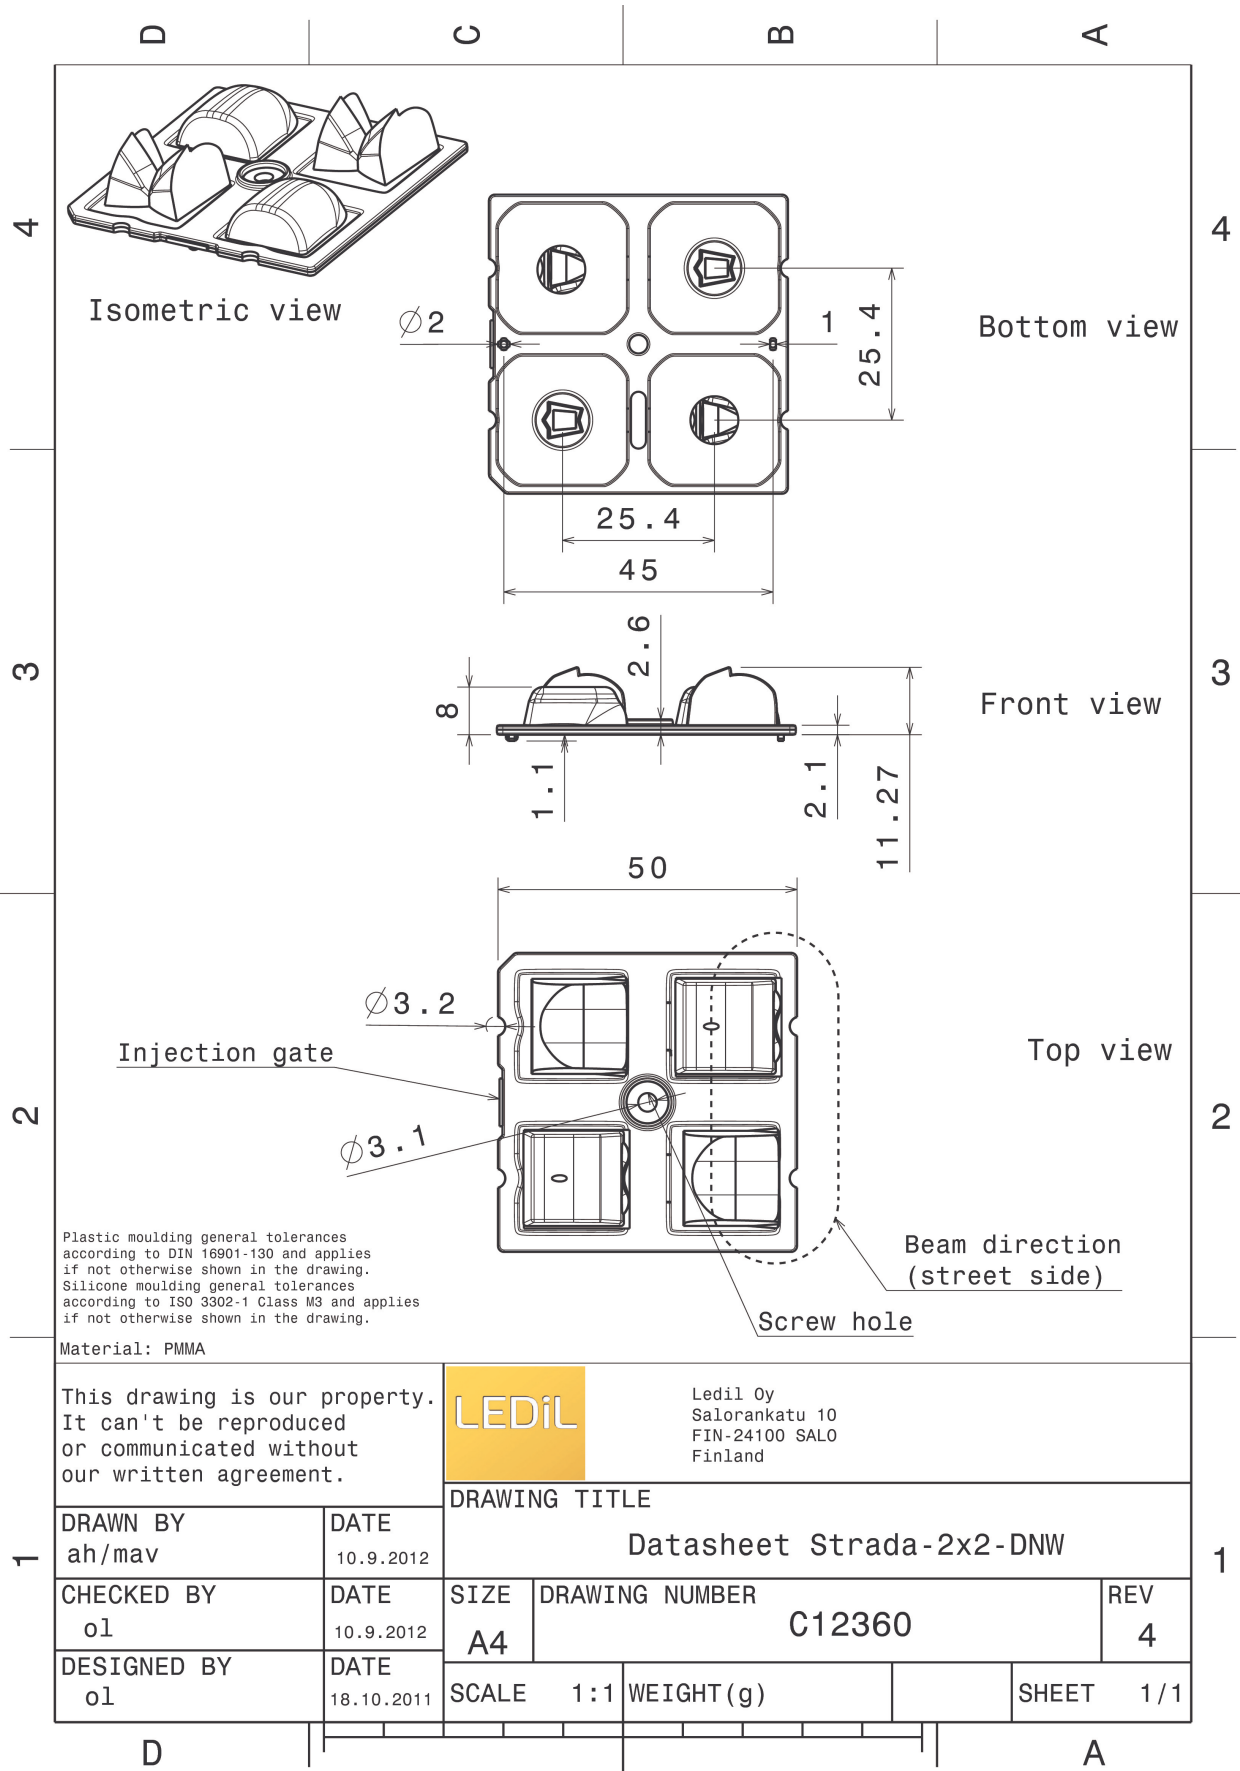 D C B A
4
4
Isometric view
Ø2
1
25.4
Bottom view
25.4
45
3
3
2.6
8
1.1
2.1
11.27
Front view
50
Ø3.2
Injection gate
Top view
2
2
Ø3.1
Plastic moulding general tolerances
according to DIN 16901-130 and applies
if not otherwise shown in the drawing.
Silicone moulding general tolerances
according to ISO 3302-1 Class M3 and applies
if not otherwise shown in the drawing.
Beam direction
(street side)
Screw hole
Material: PMMA
This drawing is our property.
It can't be reproduced
or communicated without
our written agreement.
LEDiL
Ledil Oy
Salorankatu 10
FIN-24100 SALO
Finland
DRAWING TITLE
Datasheet Strada-2x2-DNW
DRAWN BY
ah/mav
DATE
10.9.2012
1
1
CHECKED BY
ol
DATE
10.9.2012
SIZE
A4
DRAWING NUMBER
C12360
REV
4
DESIGNED BY
ol
DATE
18.10.2011
SCALE 1:1
WEIGHT(g)
SHEET 1/1
D A